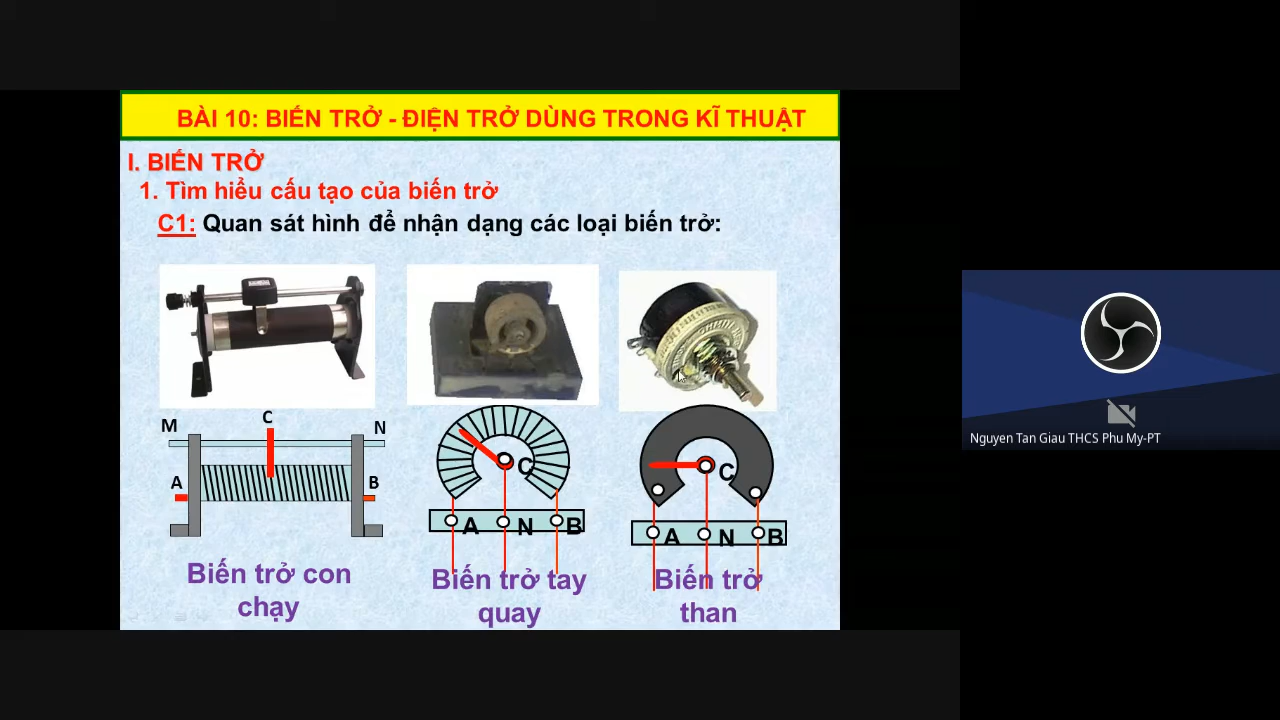 BÀI 10: BIẾN TRỞ - ĐIỆN TRỞ DÙNG TRONG KĨ THUẬT
I. BIẾN TRỞ
1. Tìm hiểu cấu tạo của biến trở
C1: Quan sát hình để nhận dạng các loại biến trở:
M C N
A B
C
A N B
C
A N B
Biến trở con
chạy
Biến trở tay
quay
Biến trở
than
Nguyen Tan Giau THCS Phu My-PT